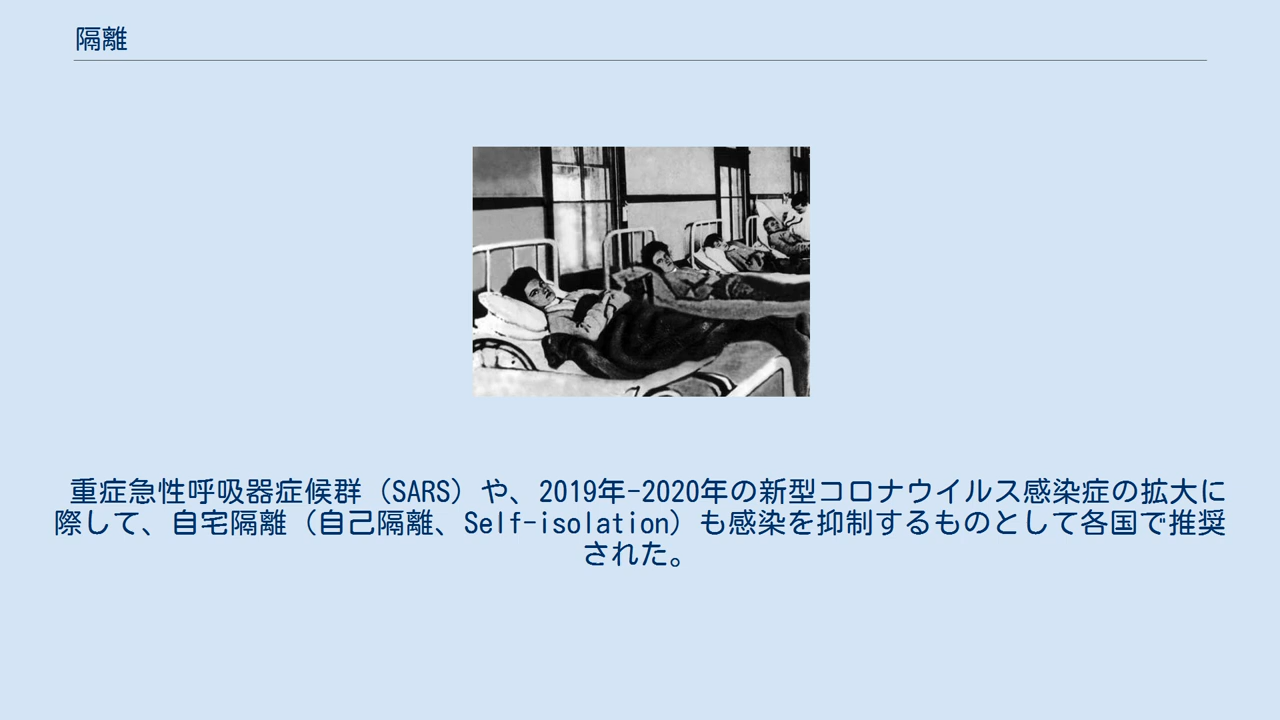 隔離
重症急性呼吸器症候群（SARS）や、2019年-2020年の新型コロナウイルス感染症の拡大に
際して、自宅隔離（自己隔離、Self-isolation）も感染を抑制するものとして各国で推奨
された。